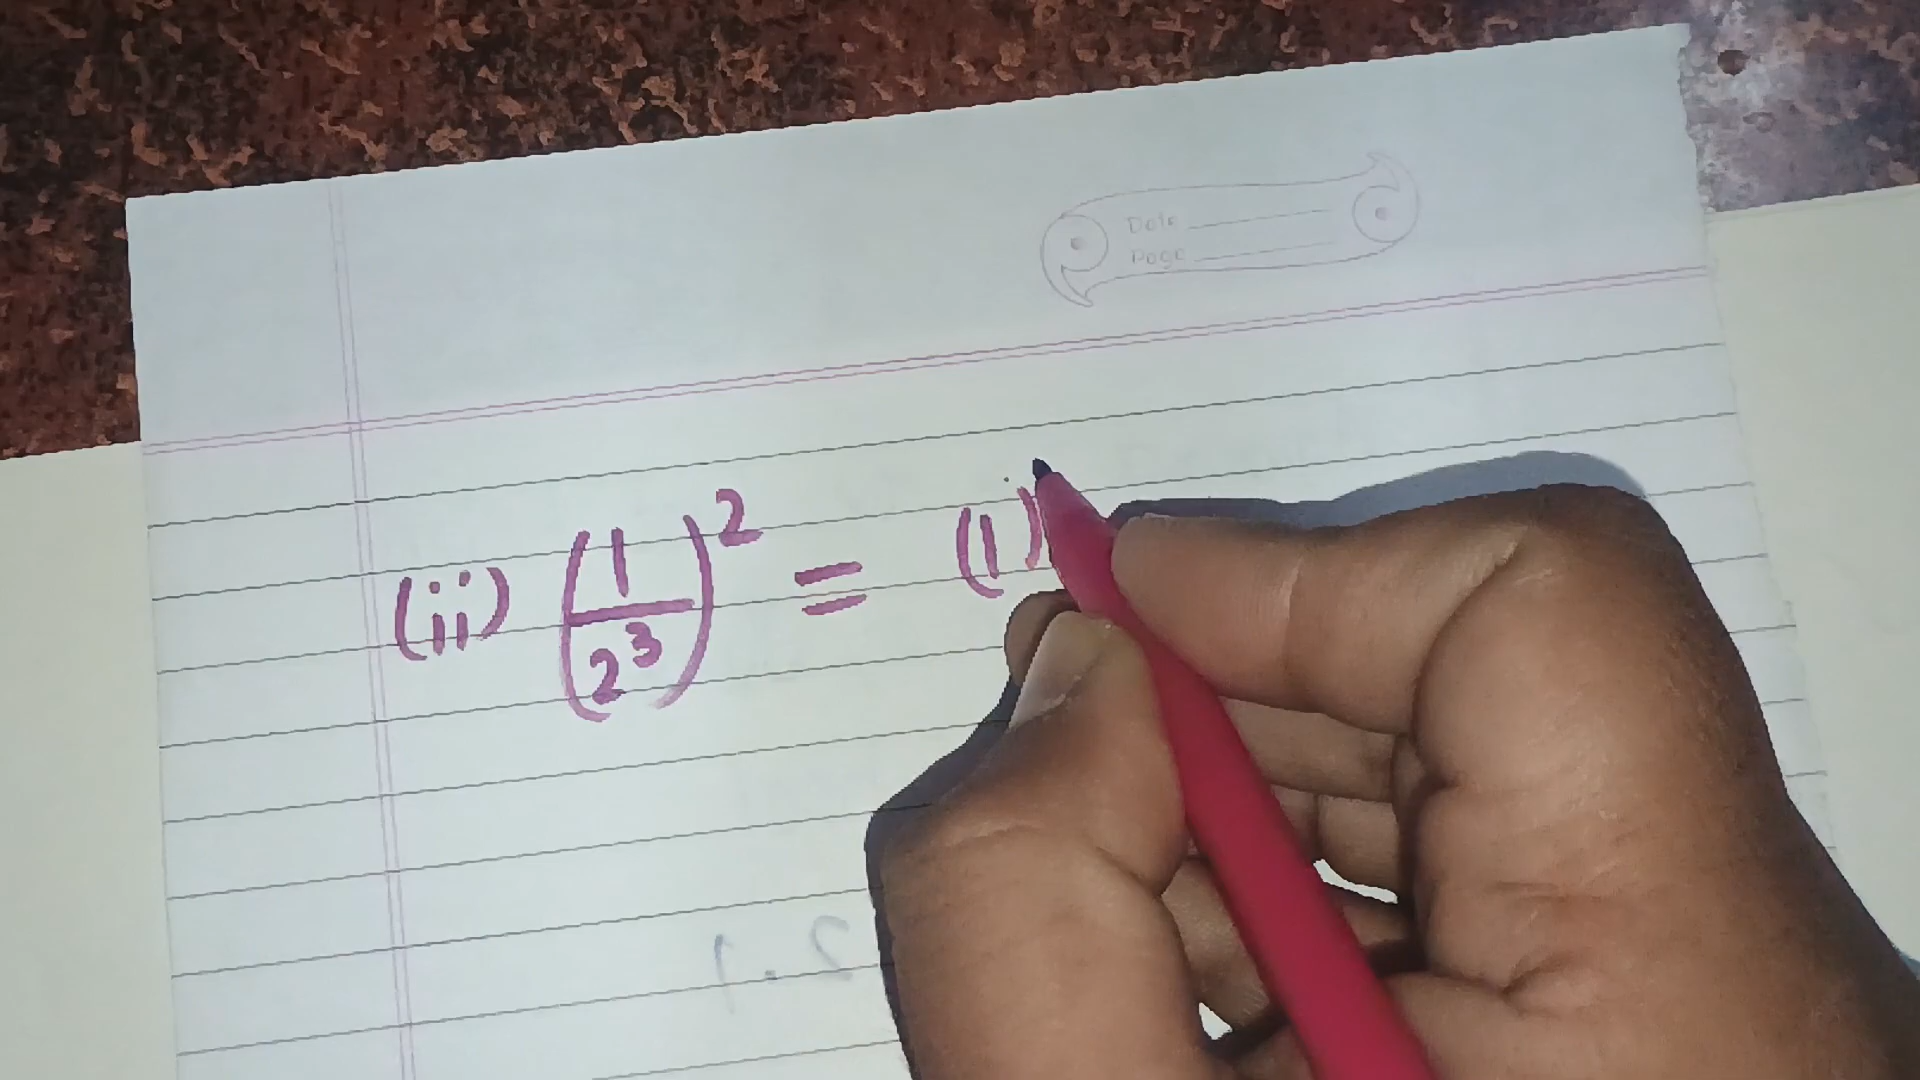 Date
Page
(ii) (1/2³)² = (1)